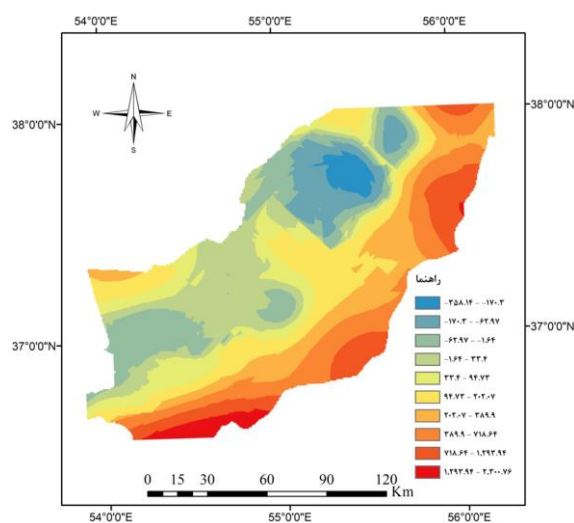 54°0'0"E 55°0'0"E 56°0'0"E
N
W E
S
38°0'0"N 38°0'0"N
راهنما
-۳۵۸.۱۴ - -۱۷۰.۳
-۱۷۰.۳ - -۶۲.۹۷
-۶۲.۹۷ - -۱.۶۴
-۱.۶۴ - ۳۳.۴
۳۳.۴ - ۹۴.۷۳
۹۴.۷۳ - ۲۰۲.۰۷
۲۰۲.۰۷ - ۳۸۹.۹
۳۸۹.۹ - ۷۱۸.۶۴
۷۱۸.۶۴ - ۱,۲۹۳.۹۴
۱,۲۹۳.۹۴ - ۲,۳۰۰.۷۶
37°0'0"N 37°0'0"N
0 15 30 60 90 120
Km
54°0'0"E 55°0'0"E 56°0'0"E